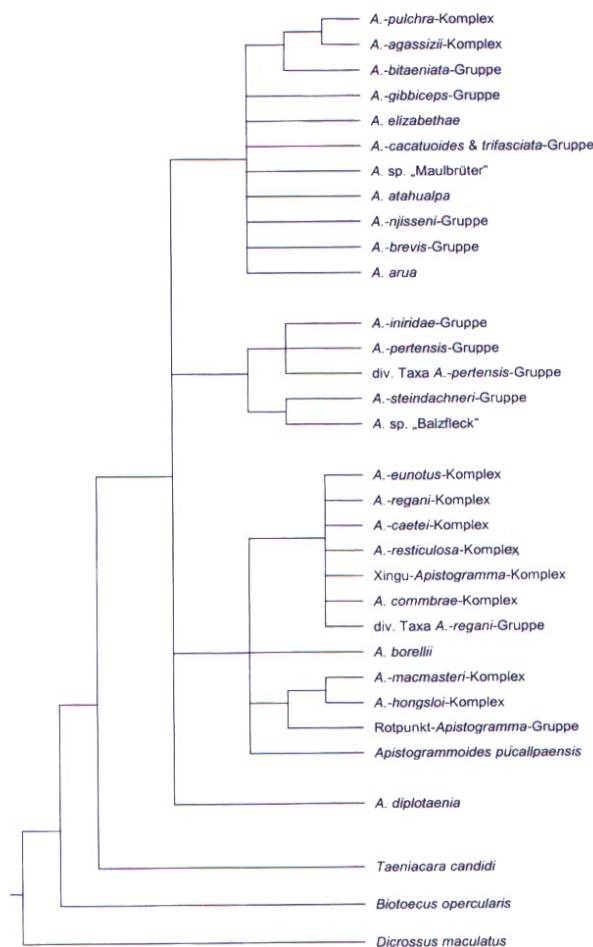 A.-pulchra-Komplex
A.-agassizii-Komplex
A.-bitaeniata-Gruppe
A.-gibbiceps-Gruppe
A. elizabethae
A.-cacatuoides & trifasciata-Gruppe
A. sp. „Maulbrüter“
A. atahualpa
A.-njisseni-Gruppe
A.-brevis-Gruppe
A. arua
A.-iniridae-Gruppe
A.-pertensis-Gruppe
div. Taxa A.-pertensis-Gruppe
A.-steindachneri-Gruppe
A. sp. „Balzfleck“
A.-eunotus-Komplex
A.-regani-Komplex
A.-caetei-Komplex
A.-resticulosa-Komplex
Xingu-Apistogramma-Komplex
A. commbrae-Komplex
div. Taxa A.-regani-Gruppe
A. borellii
A.-macmasteri-Komplex
A.-hongsloi-Komplex
Rotpunkt-Apistogramma-Gruppe
Apistogrammoides pucallpaensis
A. diplotaenia
Taeniacara candidi
Biotoecus opercularis
Dicrossus maculatus